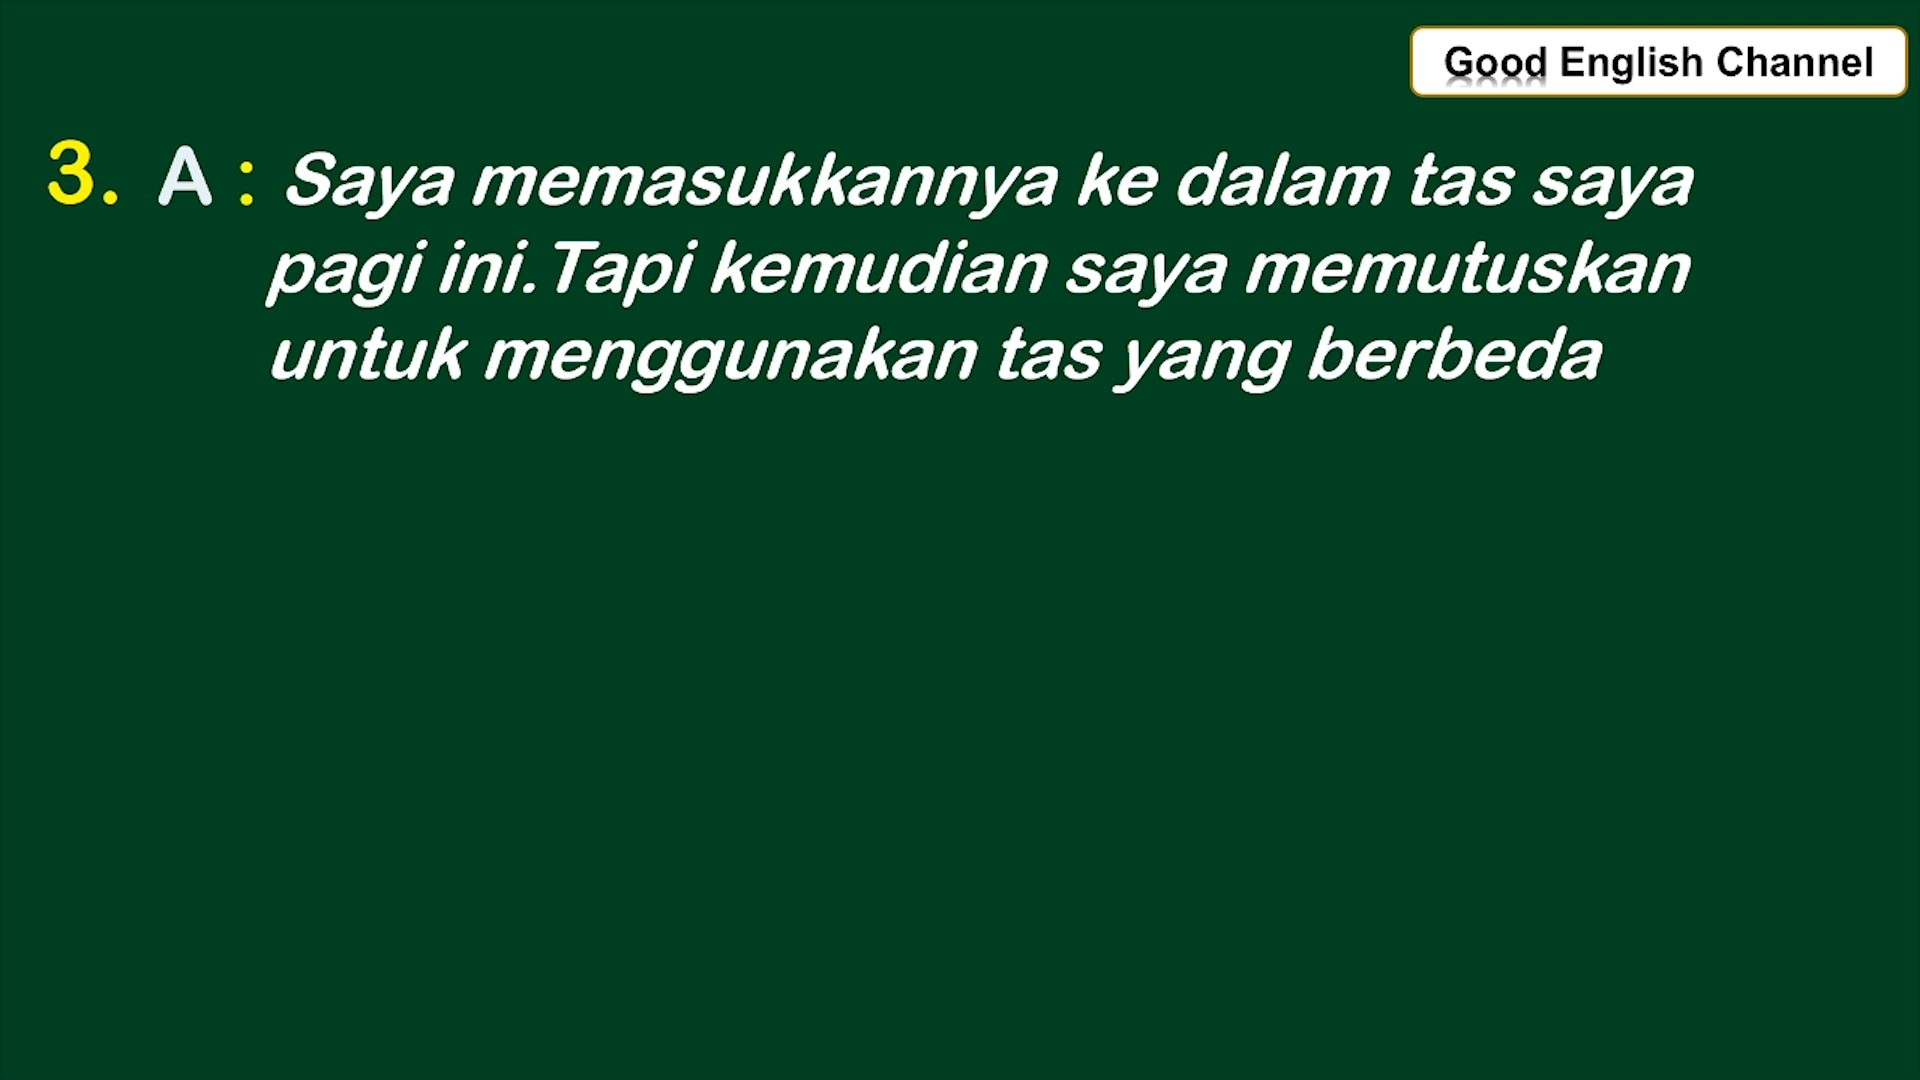 Good English Channel
3. A : Saya memasukkannya ke dalam tas saya
pagi ini.Tapi kemudian saya memutuskan
untuk menggunakan tas yang berbeda